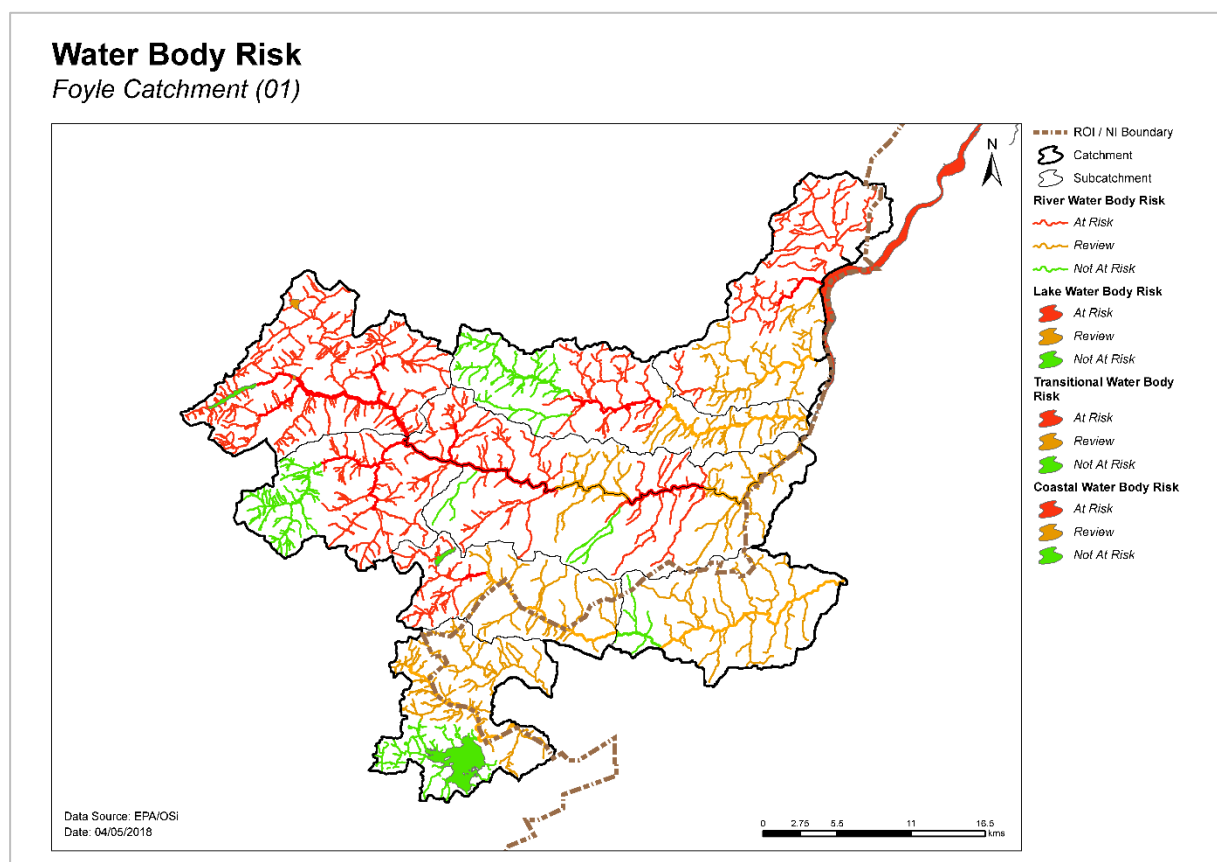 Water Body Risk
Foyle Catchment (01)
N
ROI / NI Boundary
Catchment
Subcatchment
River Water Body Risk
At Risk
Review
Not At Risk
Lake Water Body Risk
At Risk
Review
Not At Risk
Transitional Water Body
Risk
At Risk
Review
Not At Risk
Coastal Water Body Risk
At Risk
Review
Not At Risk
Data Source: EPA/OSi
Date: 04/05/2018
0 2.75 5.5 11 16.5
kms